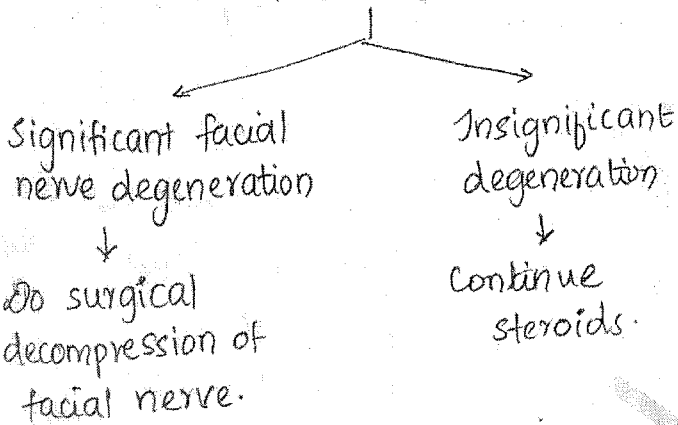 Significant facial
nerve degeneration
Do surgical
decompression of
facial nerve.
Insignificant
degeneration
Continue
steroids.